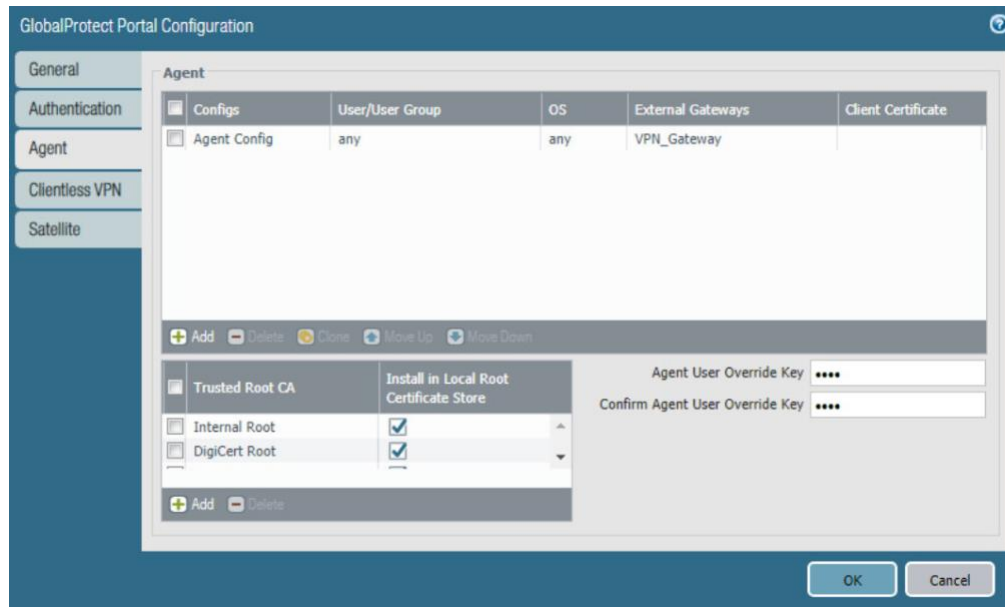 GlobalProtect Portal Configuration
General
Authentication
Agent
Clientless VPN
Satellite
Agent
Configs User/User Group OS External Gateways Client Certificate
Agent Config any any VPN_Gateway
Add Delete Clone Move Up Move Down
Trusted Root CA Install in Local Root
Certificate Store
Internal Root
DigiCert Root
Add Delete
Agent User Override Key ••••
Confirm Agent User Override Key ••••
OK Cancel